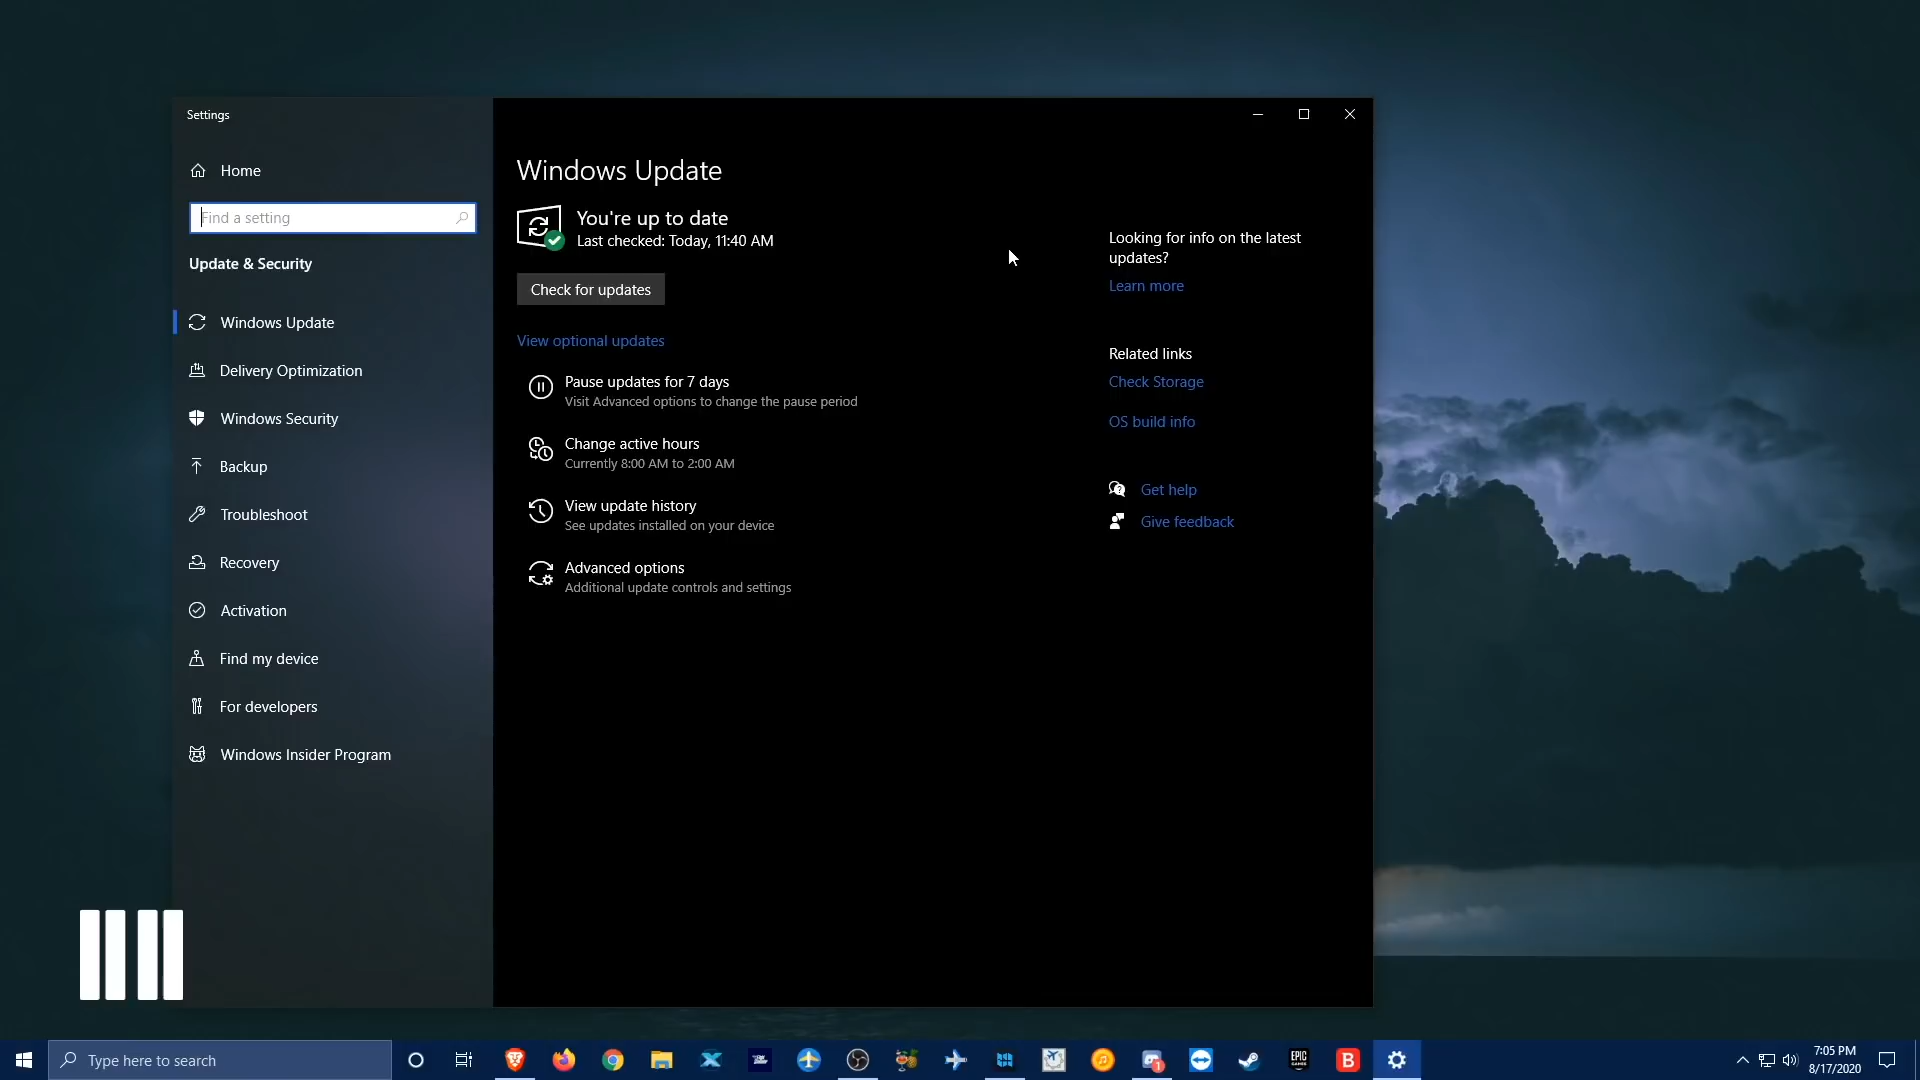 Settings
Home
Find a setting
Update & Security
Windows Update
Delivery Optimization
Windows Security
Backup
Troubleshoot
Recovery
Activation
Find my device
For developers
Windows Insider Program
Windows Update
You're up to date
Last checked: Today, 11:40 AM
Check for updates
View optional updates
Pause updates for 7 days
Visit Advanced options to change the pause period
Change active hours
Currently 8:00 AM to 2:00 AM
View update history
See updates installed on your device
Advanced options
Additional update controls and settings
Looking for info on the latest
updates?
Learn more
Related links
Check Storage
OS build info
Get help
Give feedback
Type here to search
EPIC
GAMES
B
1
7:05 PM
8/17/2020